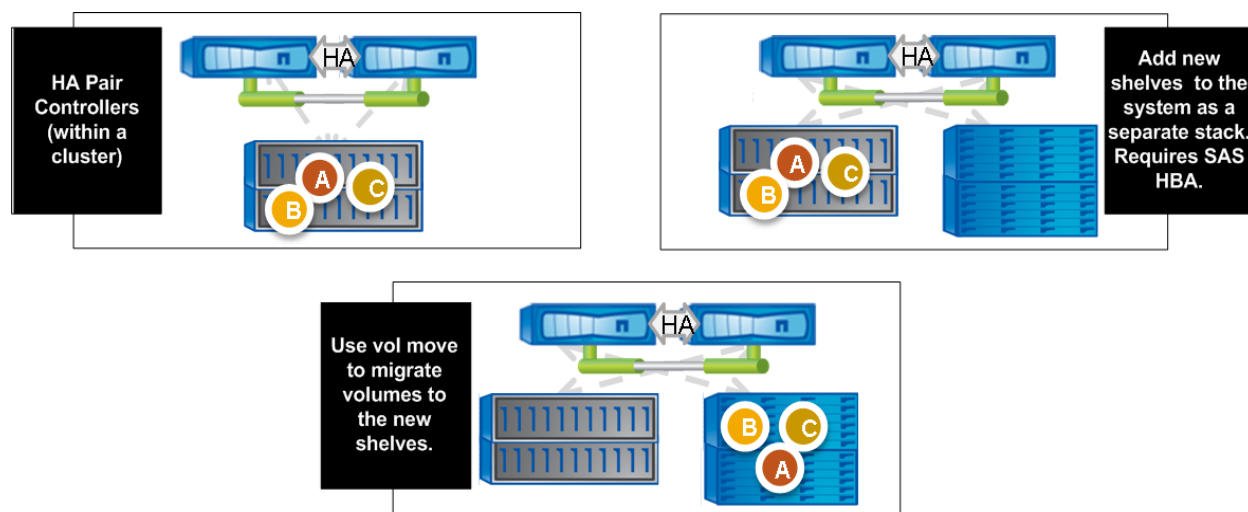 HA Pair
Controllers
(within a
cluster)
HA
A
B
C
Add new
shelves to the
system as a
separate stack.
Requires SAS
HBA.
HA
A
B
C
Use vol move
to migrate
volumes to
the new
shelves.
HA
B
C
A